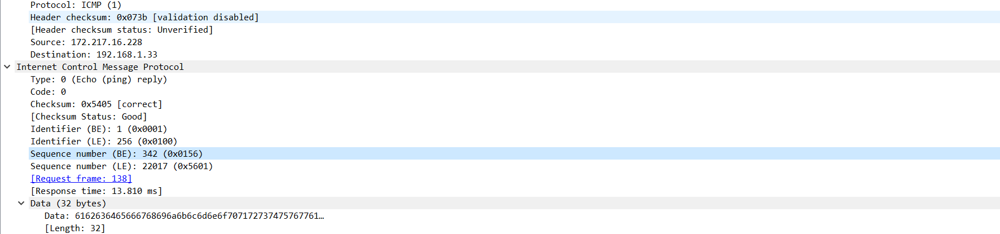 Protocol: ICMP (1)
Header checksum: 0x073b [validation disabled]
[Header checksum status: Unverified]
Source: 172.217.16.228
Destination: 192.168.1.33
Internet Control Message Protocol
Type: 0 (Echo (ping) reply)
Code: 0
Checksum: 0x5405 [correct]
[Checksum Status: Good]
Identifier (BE): 1 (0x0001)
Identifier (LE): 256 (0x0100)
Sequence number (BE): 342 (0x0156)
Sequence number (LE): 22017 (0x5601)
[Request frame: 138]
[Response time: 13.810 ms]
Data (32 bytes)
Data: 6162636465666768696a6b6c6d6e6f707172737475767761…
[Length: 32]